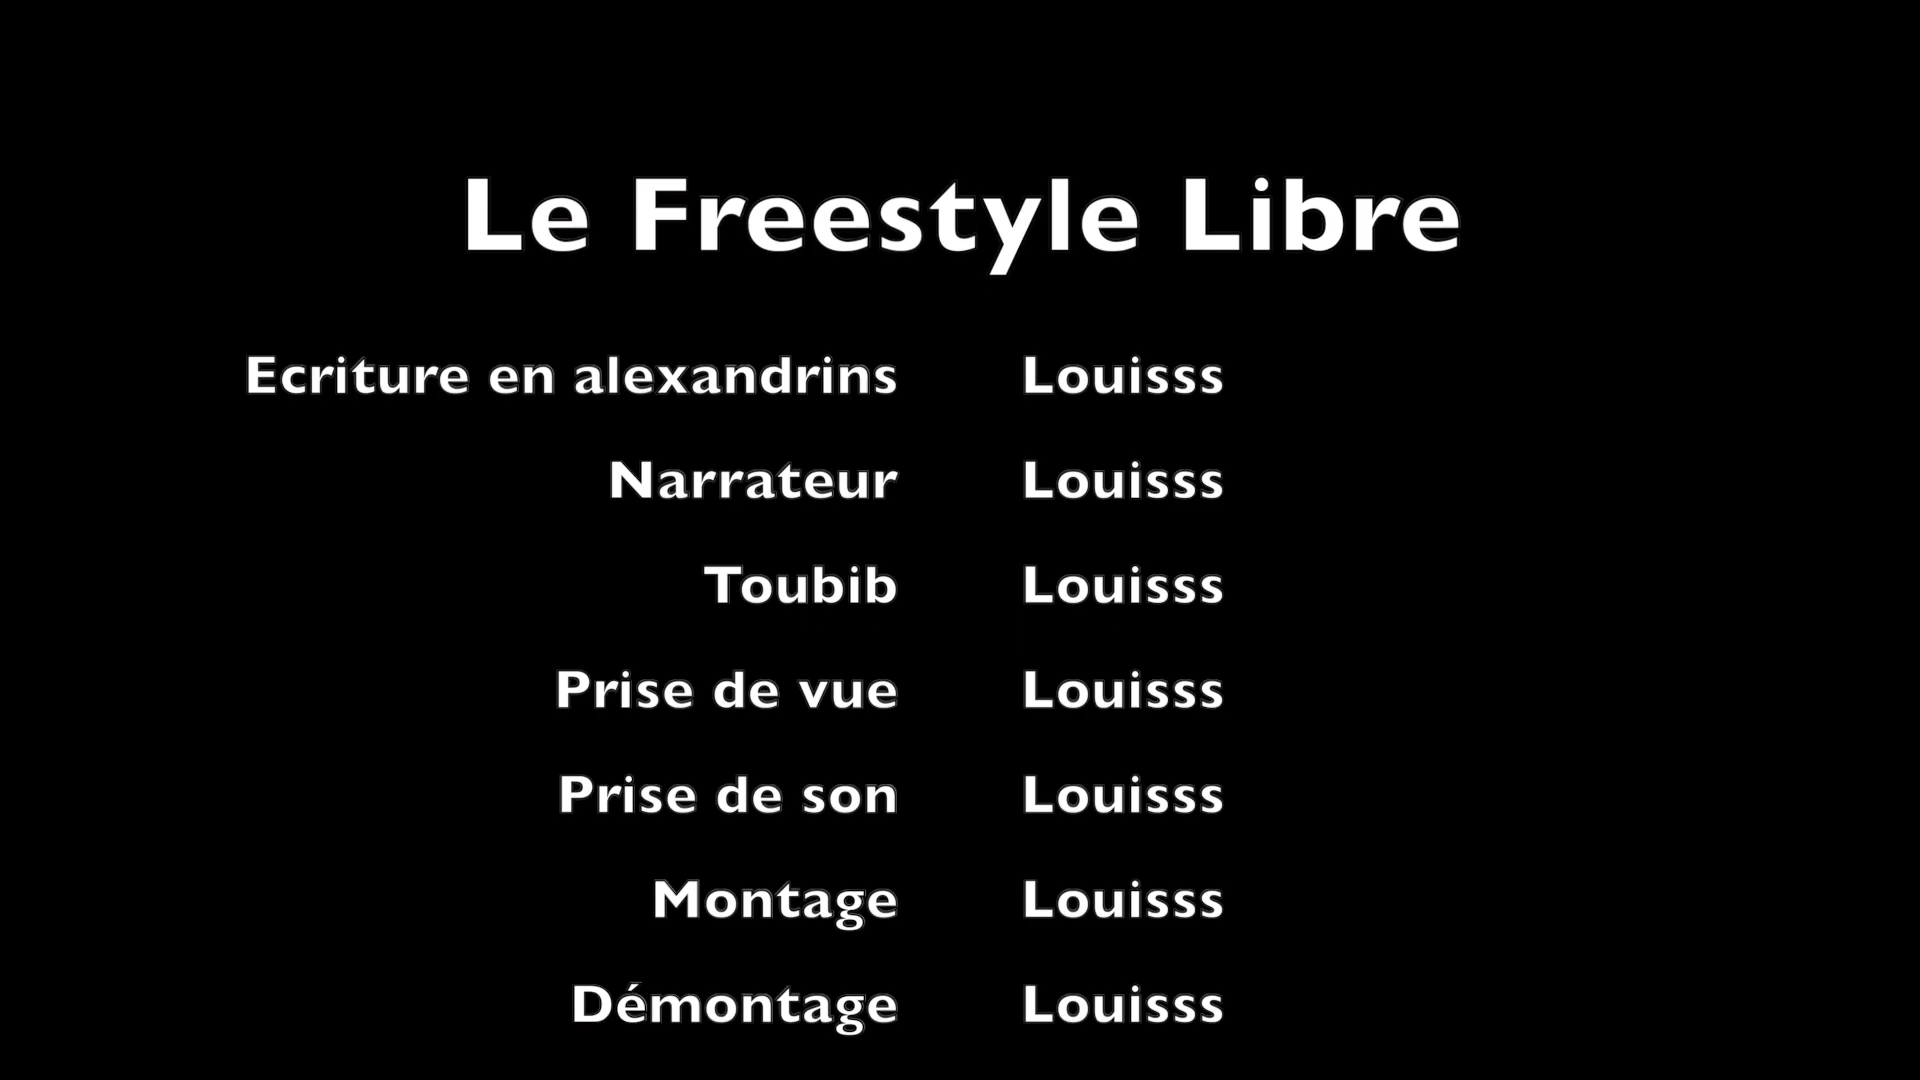 Le Freestyle Libre
Ecriture en alexandrins Louisss
Narrateur Louisss
Toubib Louisss
Prise de vue Louisss
Prise de son Louisss
Montage Louisss
Démontage Louisss